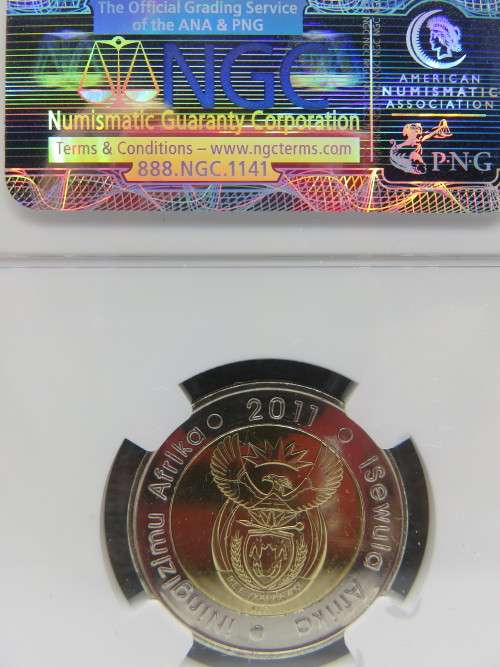 The Official Grading Service
of the ANA & PNG
NGC
Numismatic Guaranty Corporation
Terms & Conditions – www.ngcterms.com
888.NGC.1141
AMERICAN
NUMISMATIC
ASSOCIATION
P·N·G
iNingizimu Afrika 2011 iSewula Afrika